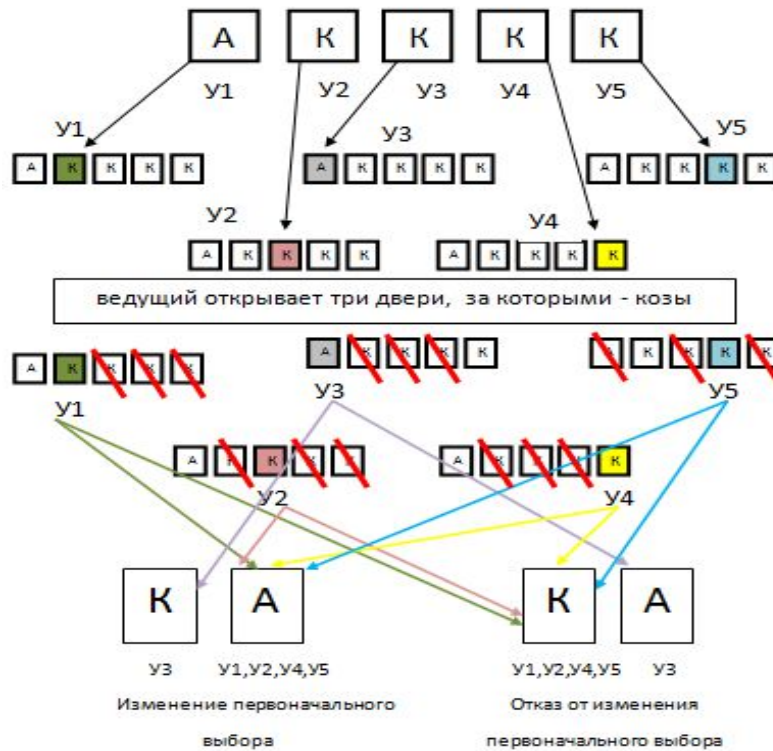 А К К К К
У1 У2 У3 У4 У5
У1 У3 У5
А К К К К А К К К К А К К К К
У2 У4
А К К К К А К К К К
ведущий открывает три двери, за которыми - козы
А К К К К А К К К К А К К К К
У1 У3 У5
А К К К К А К К К К
У2 У4
К А К А
У3 У1,У2,У4,У5 У1,У2,У4,У5 У3
Изменение первоначального
выбора
Отказ от изменения
первоначального выбора